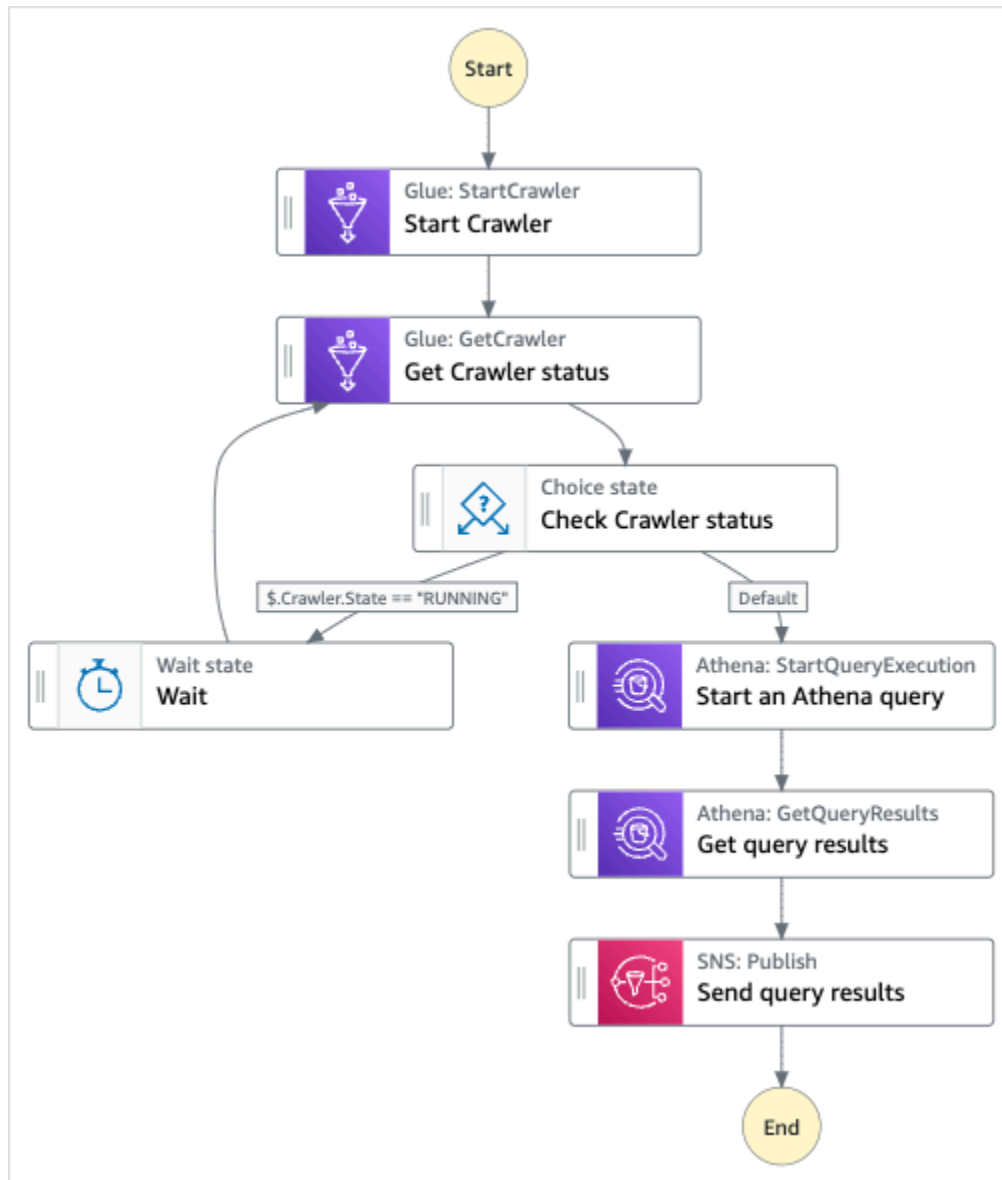 Start
Glue: StartCrawler
Start Crawler
Glue: GetCrawler
Get Crawler status
Choice state
Check Crawler status
$.Crawler.State == "RUNNING"
Default
Wait state
Wait
Athena: StartQueryExecution
Start an Athena query
Athena: GetQueryResults
Get query results
SNS: Publish
Send query results
End